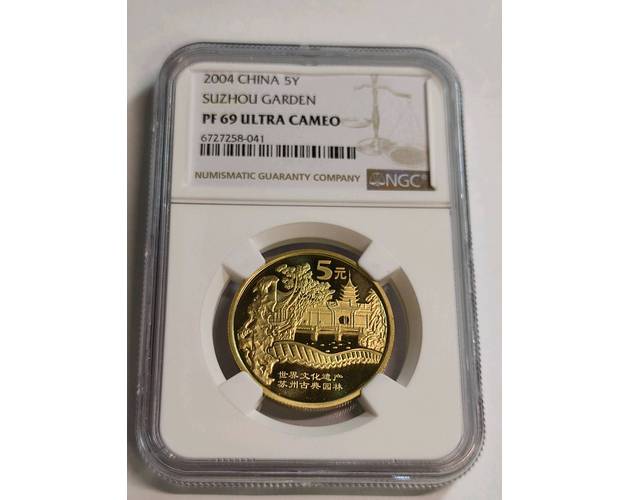 2004 CHINA 5Y
SUZHOU GARDEN
PF 69 ULTRA CAMEO
6727258-041
NUMISMATIC GUARANTY COMPANY
NGC®
5元
世界文化遗产
苏州古典园林